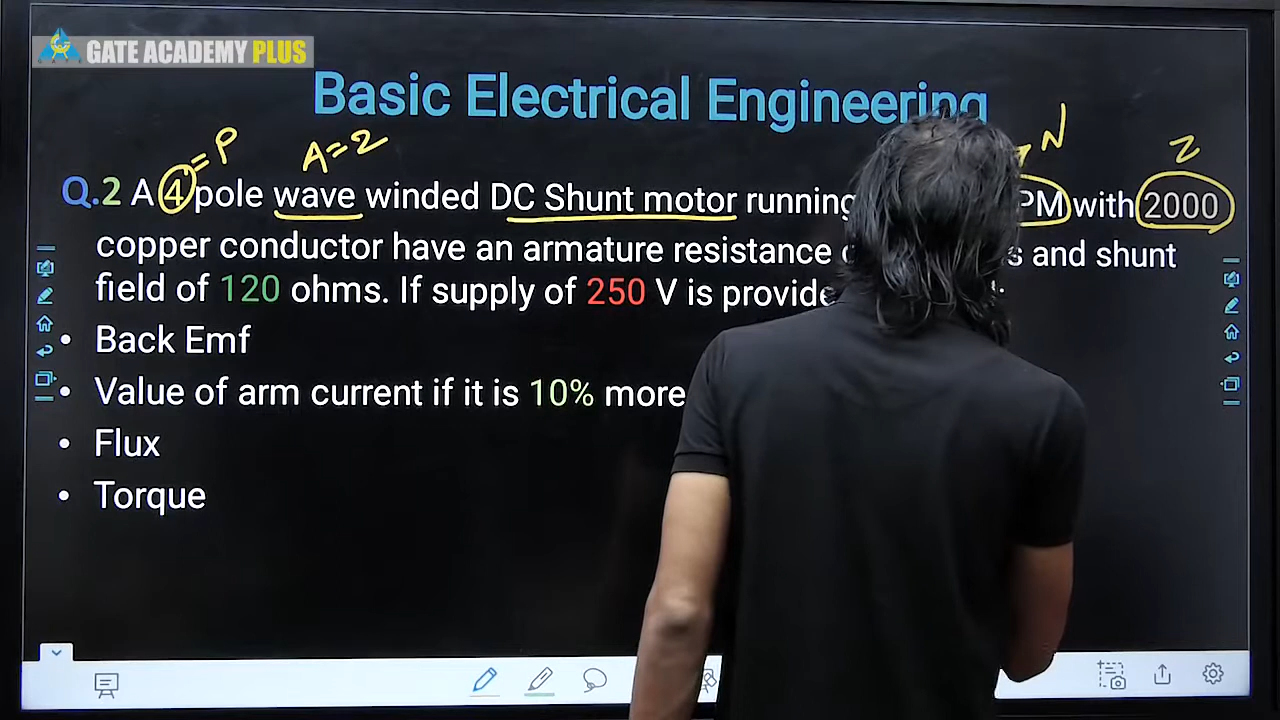 GATE ACADEMY PLUS
Basic Electrical Engineering
= P
A = 2
N
Z
Q.2 A 4 pole wave winded DC Shunt motor running PM with 2000
copper conductor have an armature resistance s and shunt
field of 120 ohms. If supply of 250 V is provide
• Back Emf
• Value of arm current if it is 10% more
• Flux
• Torque